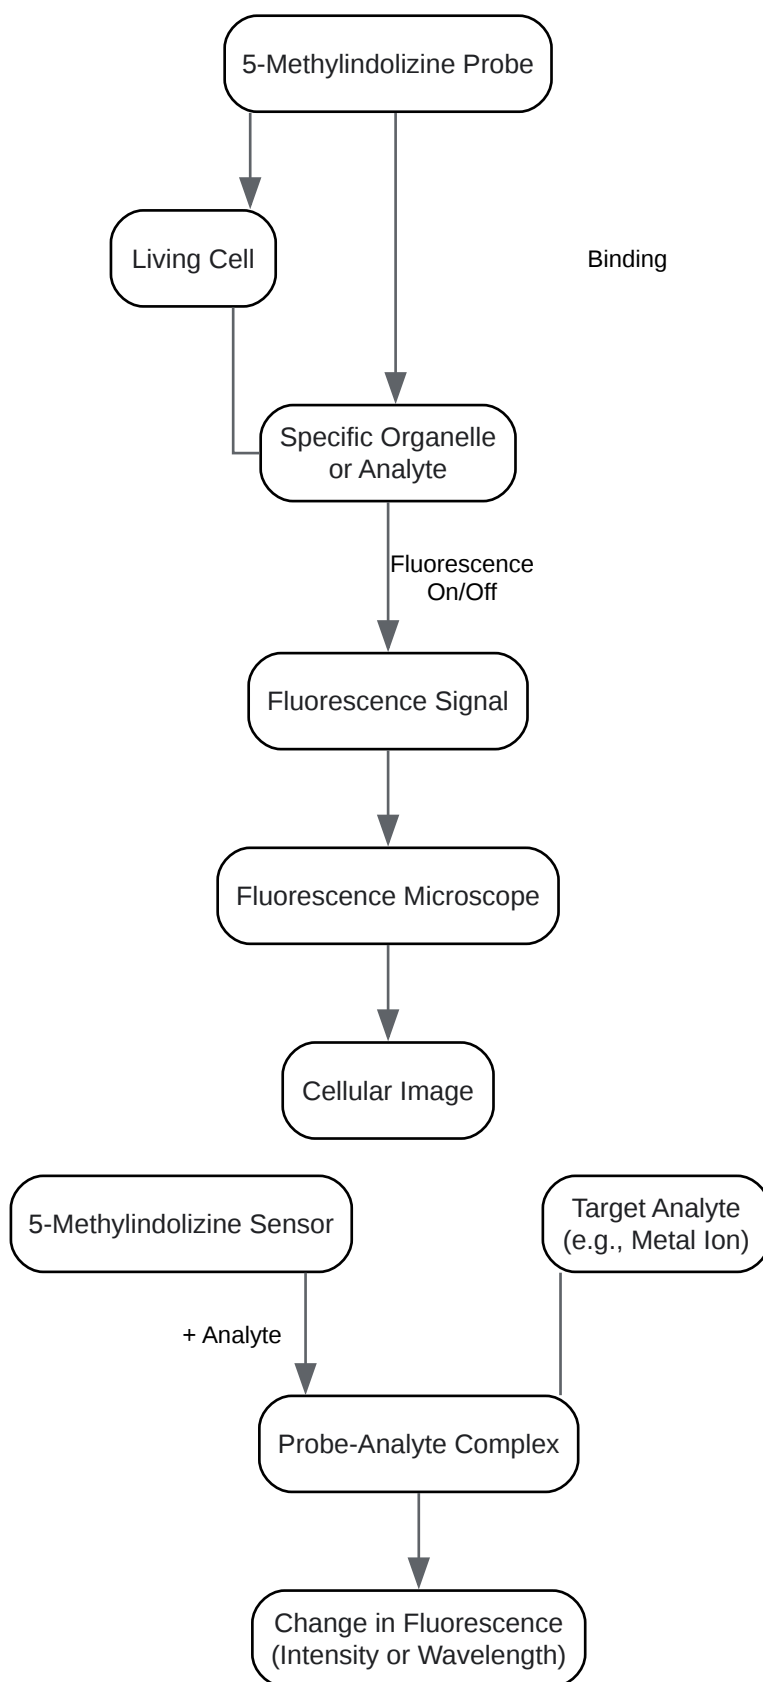 5-Methylindolizine Probe
Living Cell
Binding
Specific Organelle
or Analyte
Fluorescence
On/Off
Fluorescence Signal
Fluorescence Microscope
Cellular Image
5-Methylindolizine Sensor
Target Analyte
(e.g., Metal Ion)
+ Analyte
Probe-Analyte Complex
Change in Fluorescence
(Intensity or Wavelength)